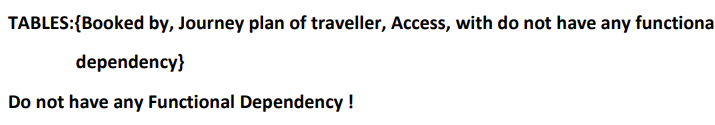 TABLES:{Booked by, Journey plan of traveller, Access, with do not have any functiona
dependency}
Do not have any Functional Dependency !